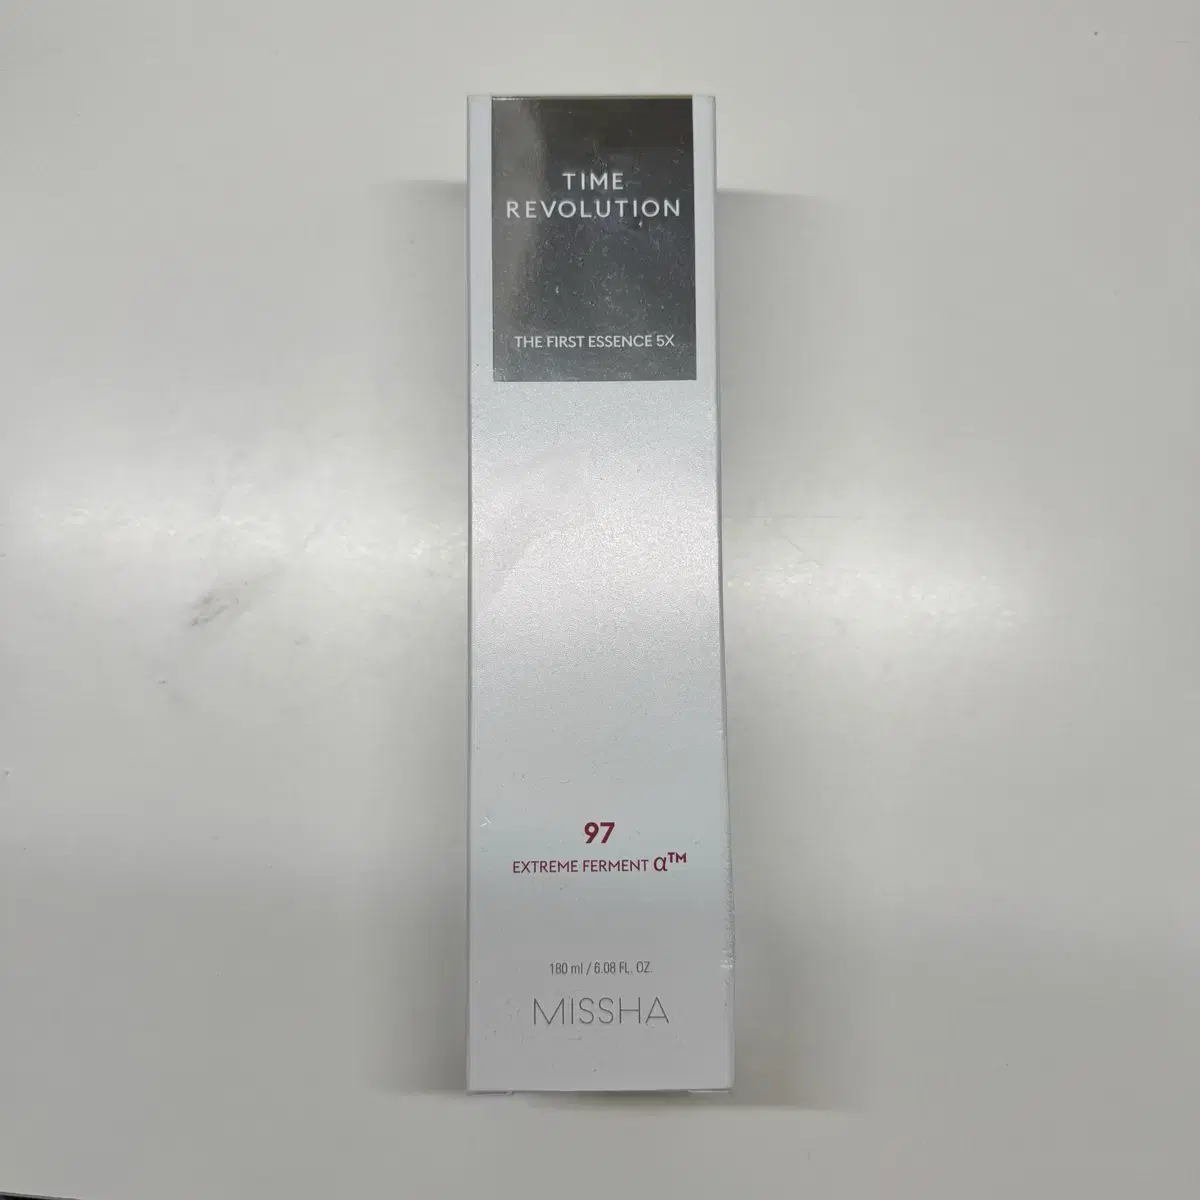 TIME
REVOLUTION
THE FIRST ESSENCE 5X
97
EXTREME FERMENT α™
180 ml / 6.08 FL. OZ.
MISSHA